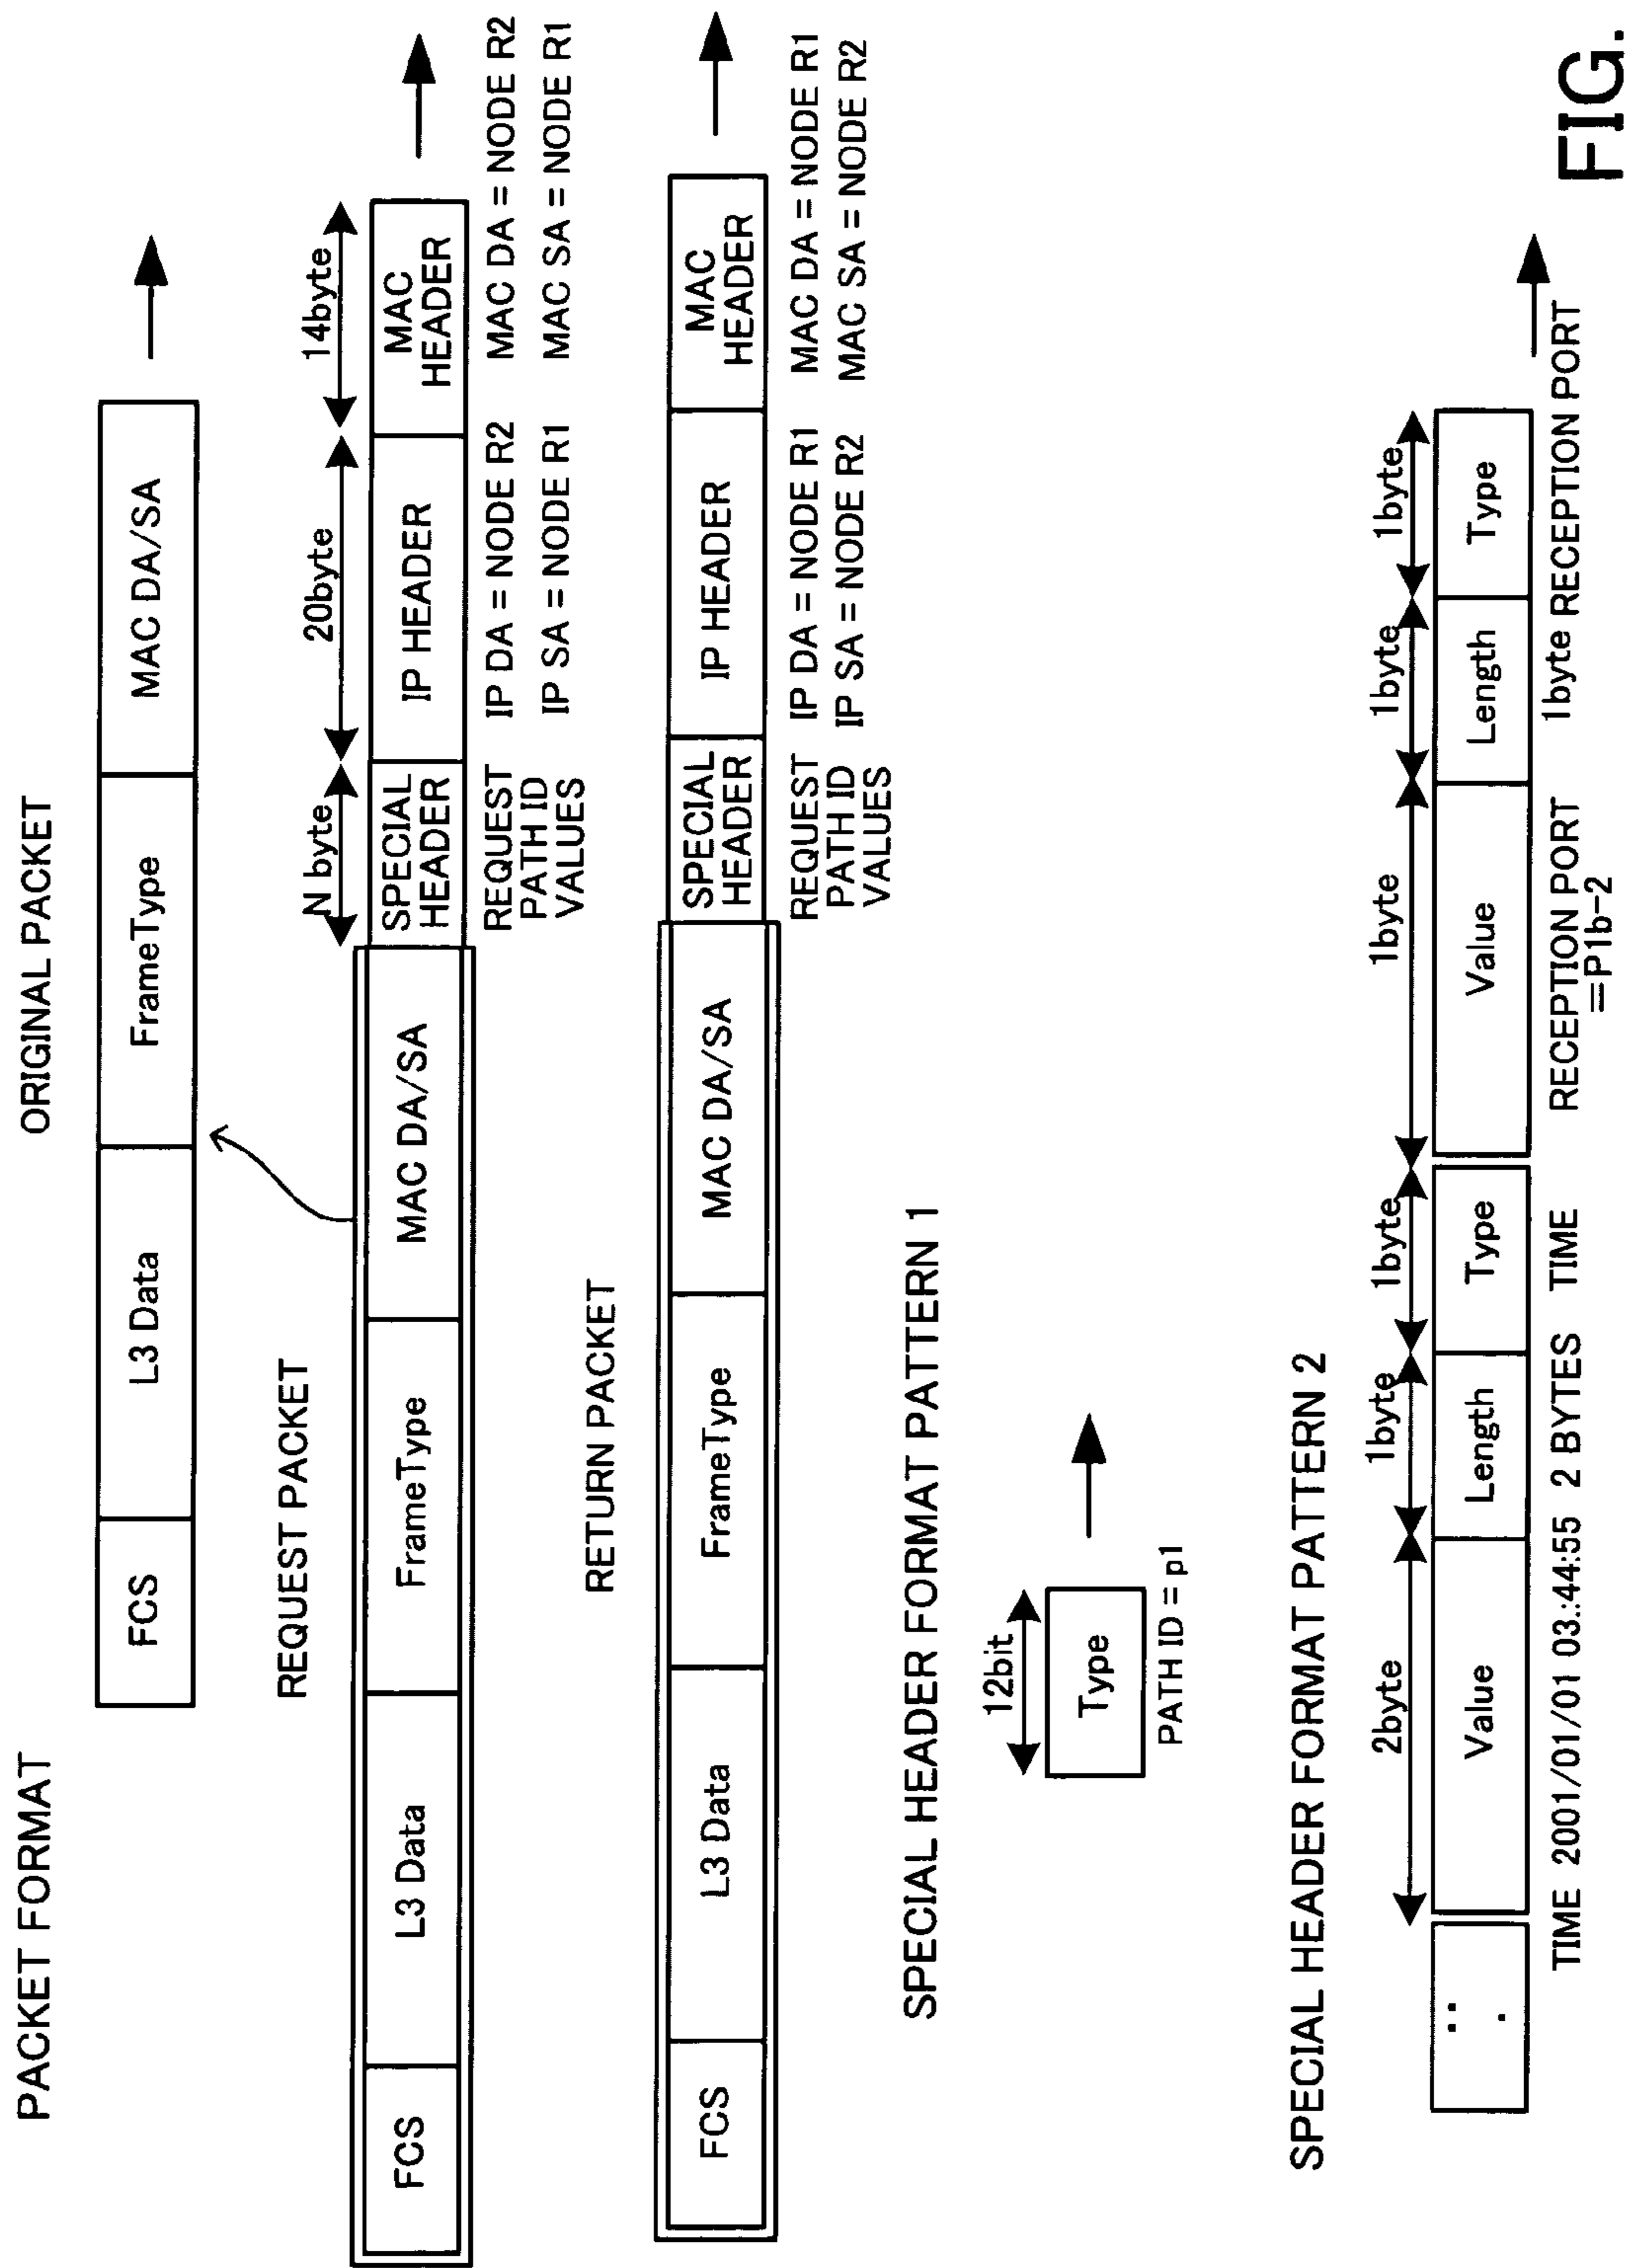 PACKET FORMAT
ORIGINAL PACKET
FCS
L3 Data
FrameType
MAC DA/SA
REQUEST PACKET
N byte
20byte
14byte
FCS
L3 Data
FrameType
MAC DA/SA
SPECIAL
HEADER
IP HEADER
MAC
HEADER
REQUEST
PATH ID
VALUES
IP DA = NODE R2
IP SA = NODE R1
MAC DA = NODE R2
MAC SA = NODE R1
RETURN PACKET
FCS
L3 Data
FrameType
MAC DA/SA
SPECIAL
HEADER
IP HEADER
MAC
HEADER
REQUEST
PATH ID
VALUES
IP DA = NODE R1
IP SA = NODE R2
MAC DA = NODE R1
MAC SA = NODE R2
SPECIAL HEADER FORMAT PATTERN 1
12bit
Type
PATH ID = p1
SPECIAL HEADER FORMAT PATTERN 2
2byte
1byte
1byte
1byte
1byte
1byte
Value
Length
Type
Value
Length
Type
TIME 2001/01/01 03.:44:55
2 BYTES
TIME
RECEPTION PORT
=P1b-2
1byte
RECEPTION PORT
FIG.